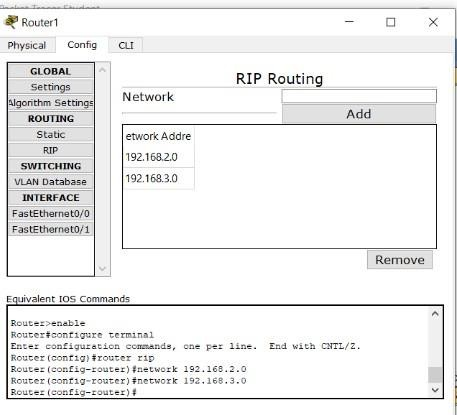 Packet Tracer Student
Router1
Physical Config CLI
GLOBAL
Settings
Algorithm Settings
ROUTING
Static
RIP
SWITCHING
VLAN Database
INTERFACE
FastEthernet0/0
FastEthernet0/1
RIP Routing
Network
Add
etwork Addre
192.168.2.0
192.168.3.0
Remove
Equivalent IOS Commands
Router>enable
Router#configure terminal
Enter configuration commands, one per line. End with CNTL/Z.
Router(config)#router rip
Router(config-router)#network 192.168.2.0
Router(config-router)#network 192.168.3.0
Router(config-router)#